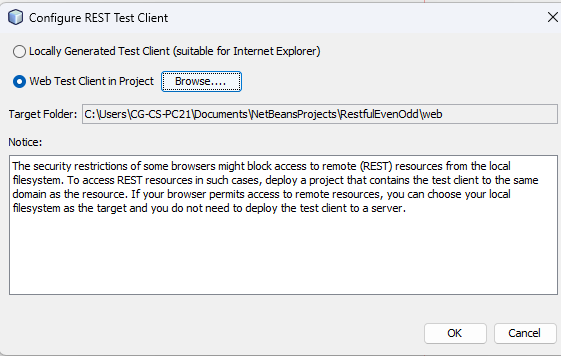 Configure REST Test Client
Locally Generated Test Client (suitable for Internet Explorer)
Web Test Client in Project Browse....
Target Folder: C:\Users\CG-CS-PC21\Documents\NetBeansProjects\RestfulEvenOdd\web
Notice:
The security restrictions of some browsers might block access to remote (REST) resources from the local
filesystem. To access REST resources in such cases, deploy a project that contains the test client to the same
domain as the resource. If your browser permits access to remote resources, you can choose your local
filesystem as the target and you do not need to deploy the test client to a server.
OK Cancel